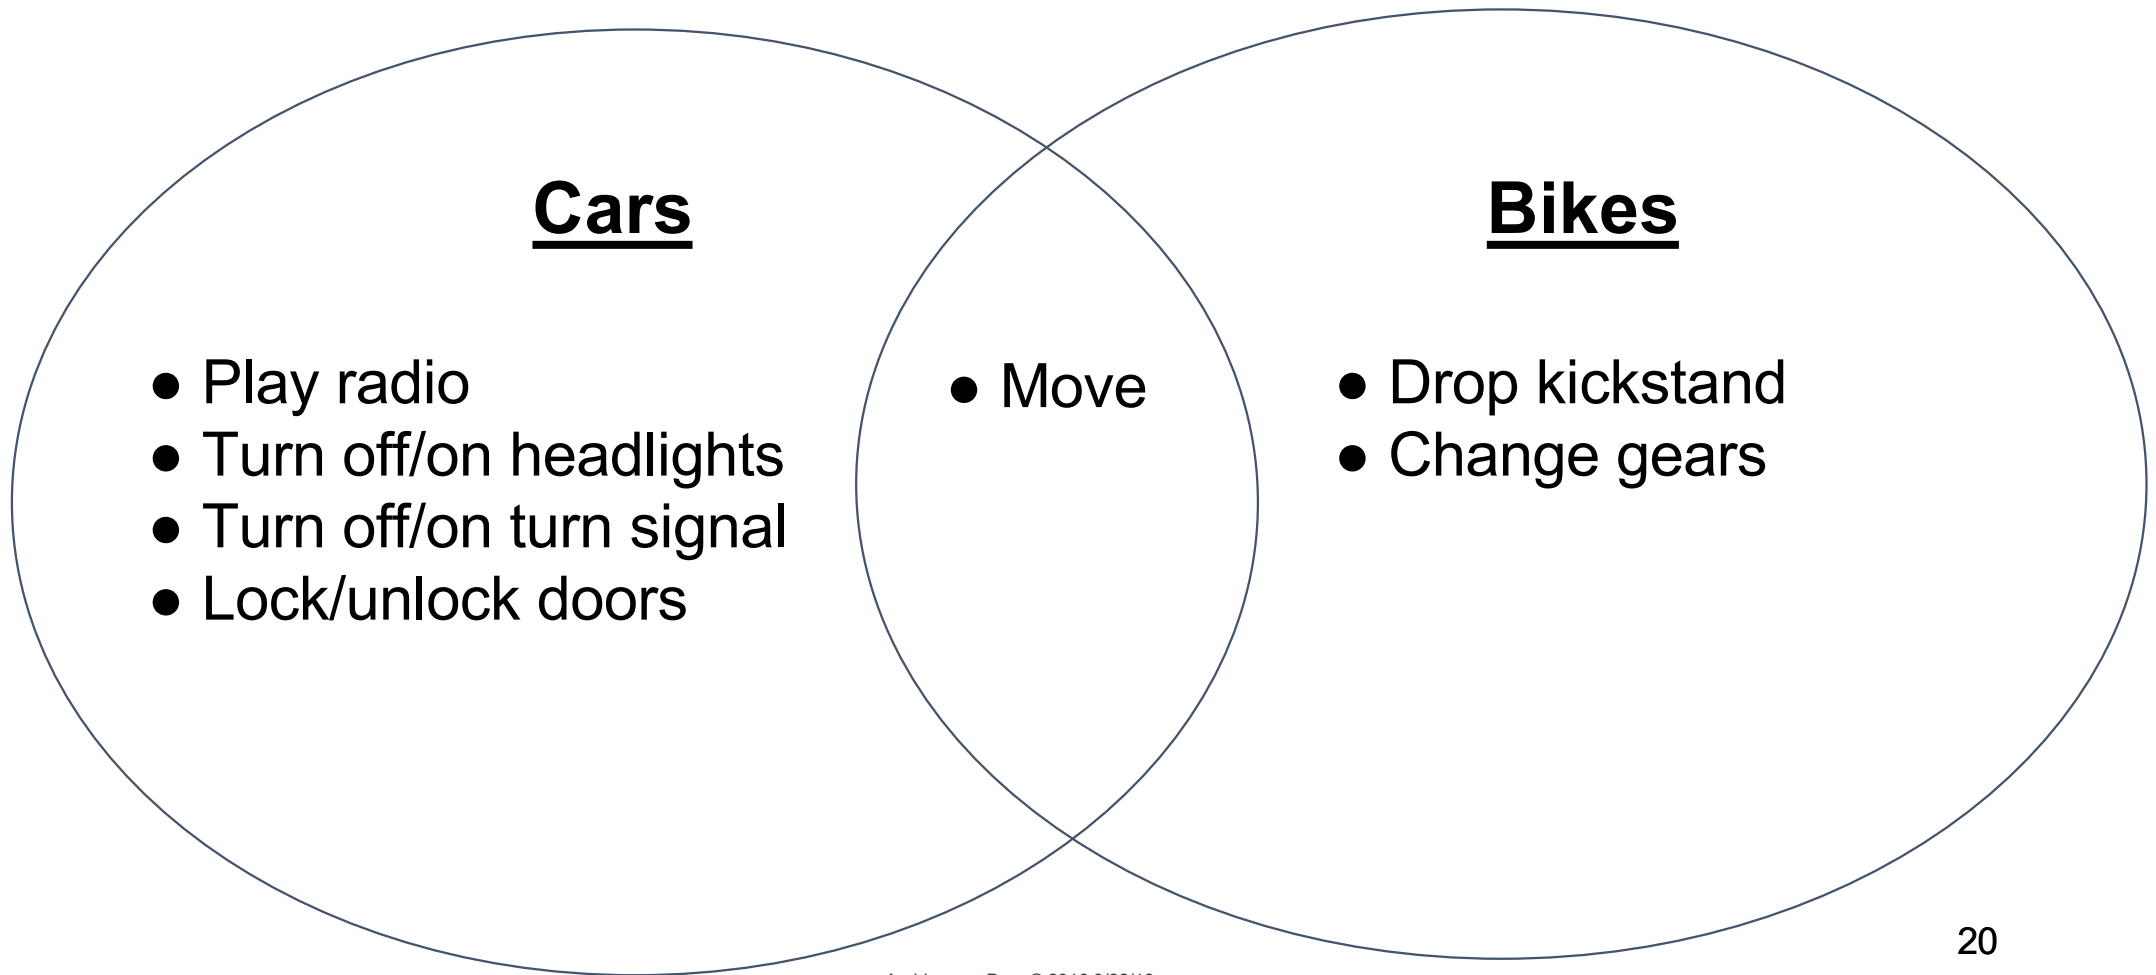 Cars
● Play radio
● Turn off/on headlights
● Turn off/on turn signal
● Lock/unlock doors
● Move
Bikes
● Drop kickstand
● Change gears
20